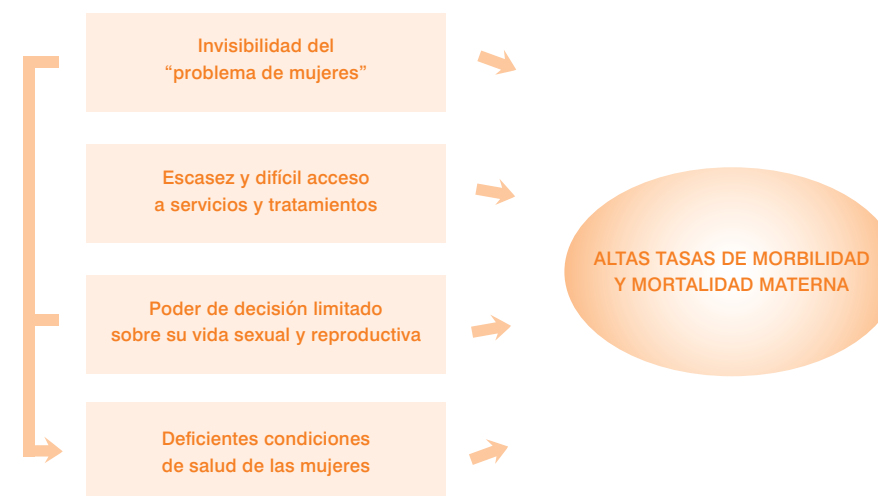 Invisibilidad del
“problema de mujeres”
Escasez y difícil acceso
a servicios y tratamientos
Poder de decisión limitado
sobre su vida sexual y reproductiva
Deficientes condiciones
de salud de las mujeres
ALTAS TASAS DE MORBILIDAD
Y MORTALIDAD MATERNA